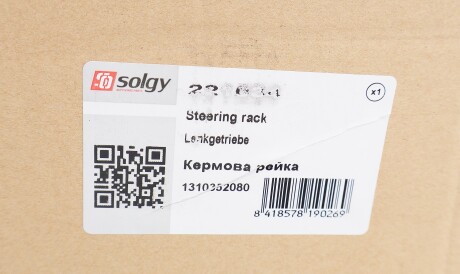 solgy
x1
Steering rack
Lenkgetriebe
Кермова рейка
1310352080
8 418578 190269